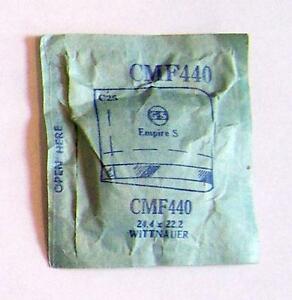 CMF440
C25
GS
Empire S
OPEN HERE
CMF440
24.4 x 22.2
WITTNAUER